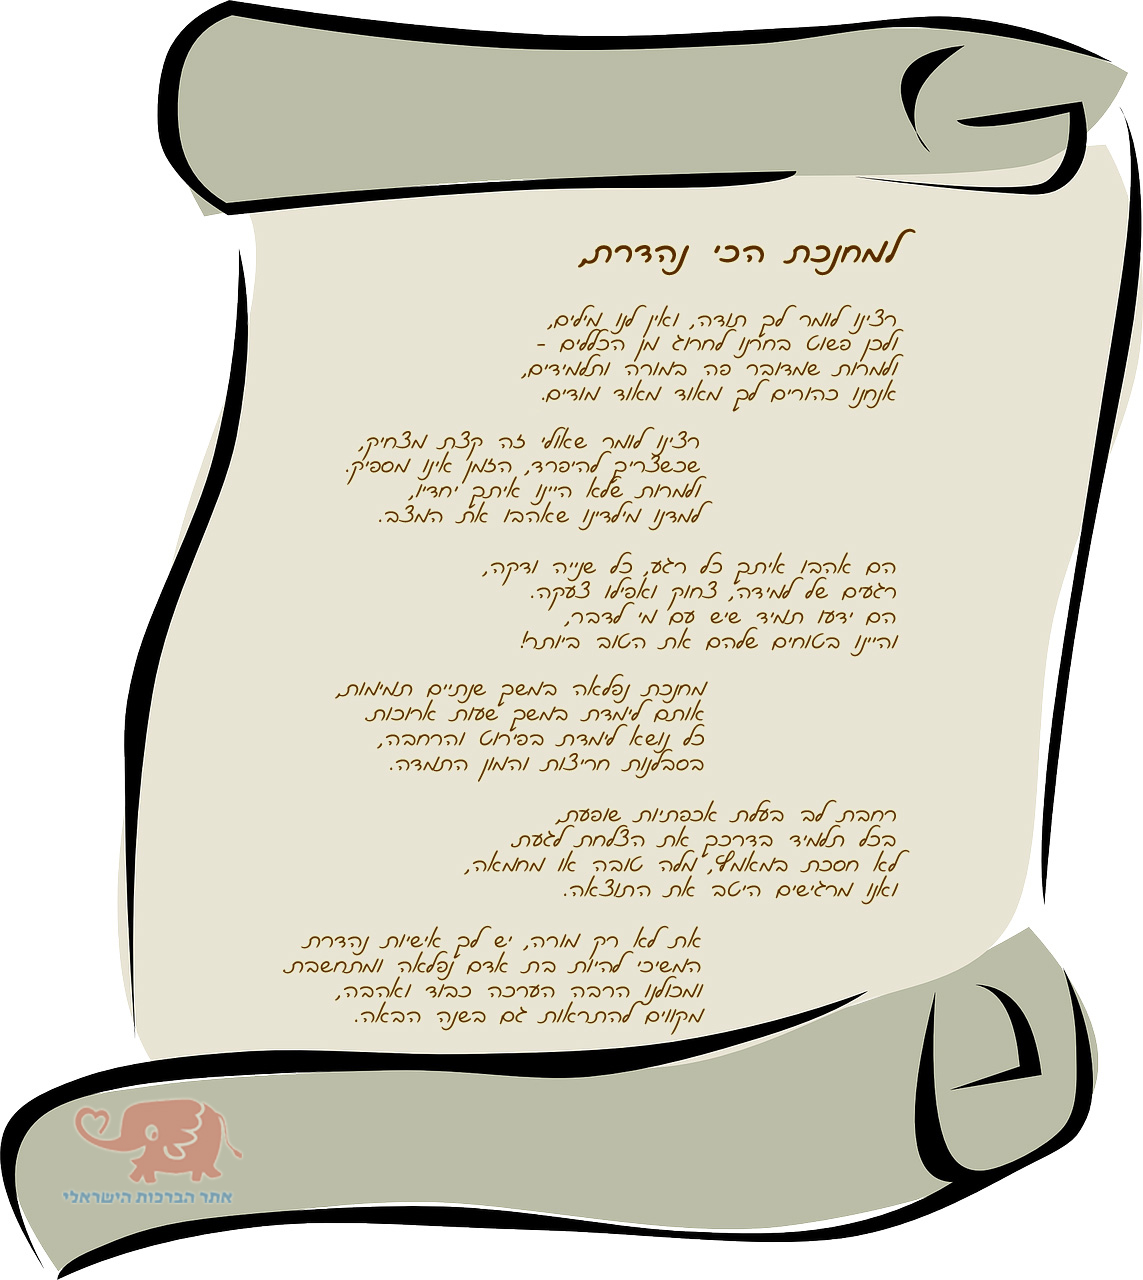 למחנכת הכי נהדרת,
רצינו לומר לך תודה, ואין לנו מילים,
ולכן פשוט בחרנו לחרוג מן הכללים -
ולמרות שמדובר פה במורה ותלמידים,
אנחנו כהורים לך מאוד מאוד מודים.
רצינו לומר שאולי זה קצת מצחיק,
שכשצריך להיפרד, הזמן אינו מספיק.
ולמרות שלא היינו איתך יחדיו,
למדנו מילדינו שאהבו את המצב.
הם אהבו איתך כל רגע, כל שנייה ודקה,
רגעים של למידה, צחוק ואפילו צעקה.
הם ידעו תמיד שיש עם מי לדבר,
והיינו בטוחים שלהם את הטוב ביותר!
מחנכת נפלאה במשך שנתיים תמימות,
אותם לימדת במשך שעות ארוכות
כל נושא לימדת בפירוט והרחבה,
בסבלנות חריצות והמון התמדה.
רחבת לב בעלת אכפתיות שופעת,
בכל תלמיד בדרכך את הצלחת לגעת
לא חסכת במאמץ, מלה טובה או מחמאה,
ואנו מרגישים היטב את התוצאה.
את לא רק מורה, יש לך אישיות נהדרת
המשיכי להיות בת אדם נפלאה ומתחשבת
ומכולנו הרבה הערכה כבוד ואהבה,
מקווים להתראות גם בשנה הבאה.
אתר הברכות הישראלי